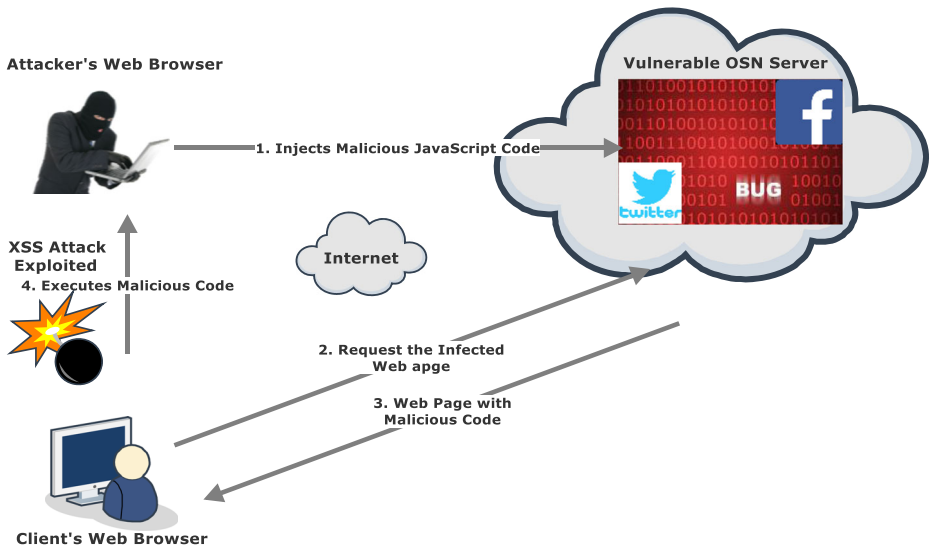 Attacker's Web Browser
Vulnerable OSN Server
1. Injects Malicious JavaScript Code
f
twitter
BUG
XSS Attack
Exploited
4. Executes Malicious Code
Internet
2. Request the Infected
Web apge
3. Web Page with
Malicious Code
Client's Web Browser